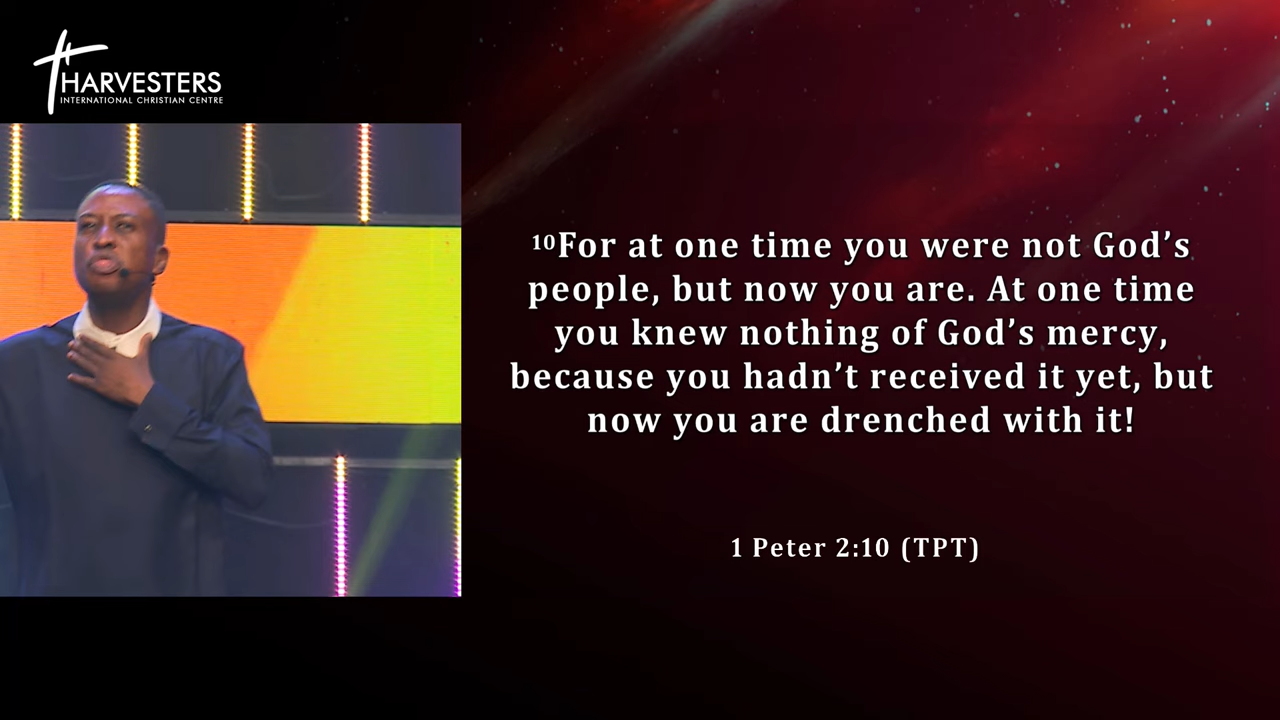 HARVESTERS
INTERNATIONAL CHRISTIAN CENTRE
¹⁰For at one time you were not God’s
people, but now you are. At one time
you knew nothing of God’s mercy,
because you hadn’t received it yet, but
now you are drenched with it!
1 Peter 2:10 (TPT)